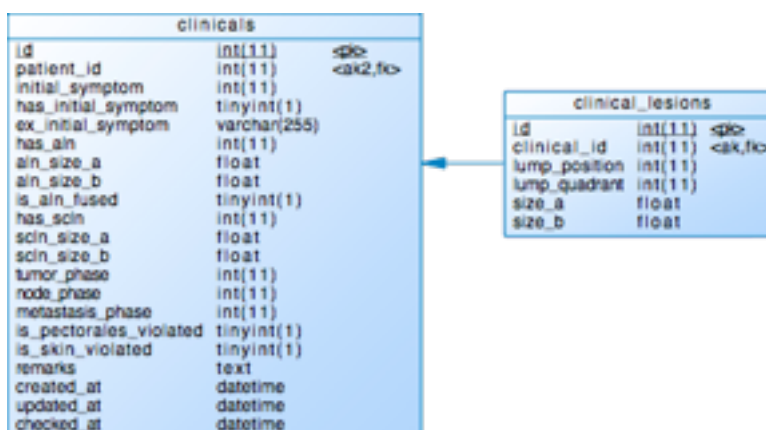 clinicals
id int(11) <pk>
patient_id int(11) <ak2,fk>
initial_symptom int(11)
has_initial_symptom tinyint(1)
ex_initial_symptom varchar(255)
has_aln int(11)
aln_size_a float
aln_size_b float
is_aln_fused tinyint(1)
has_scln int(11)
scln_size_a float
scln_size_b float
tumor_phase int(11)
node_phase int(11)
metastasis_phase int(11)
is_pectorales_violated tinyint(1)
is_skin_violated tinyint(1)
remarks text
created_at datetime
updated_at datetime
checked_at datetime
clinical_lesions
id int(11) <pk>
clinical_id int(11) <ak,fk>
lump_position int(11)
lump_quadrant int(11)
size_a float
size_b float